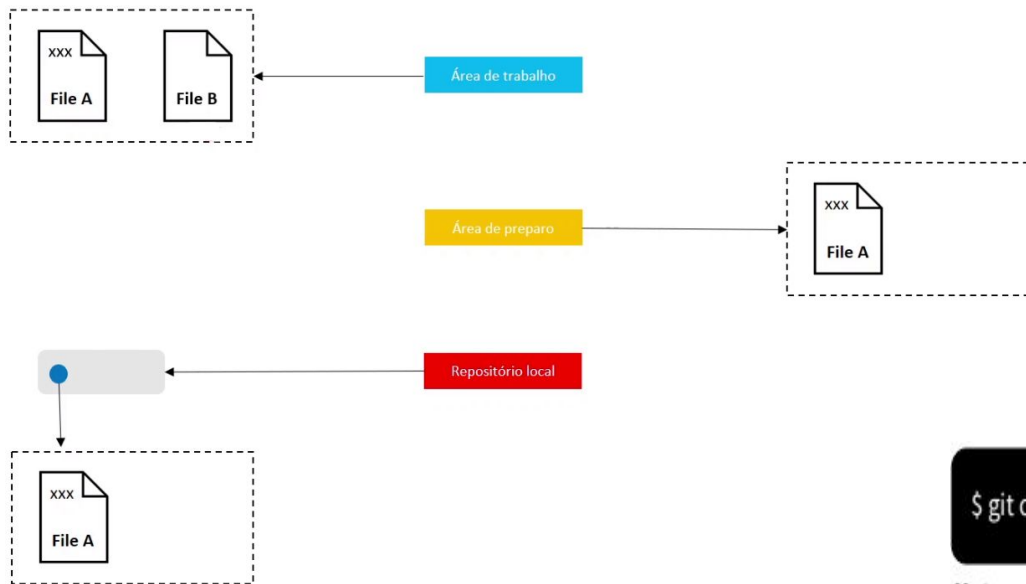 xxx
File A
File B
Área de trabalho
Área de preparo
xxx
File A
Repositório local
xxx
File A
$ git